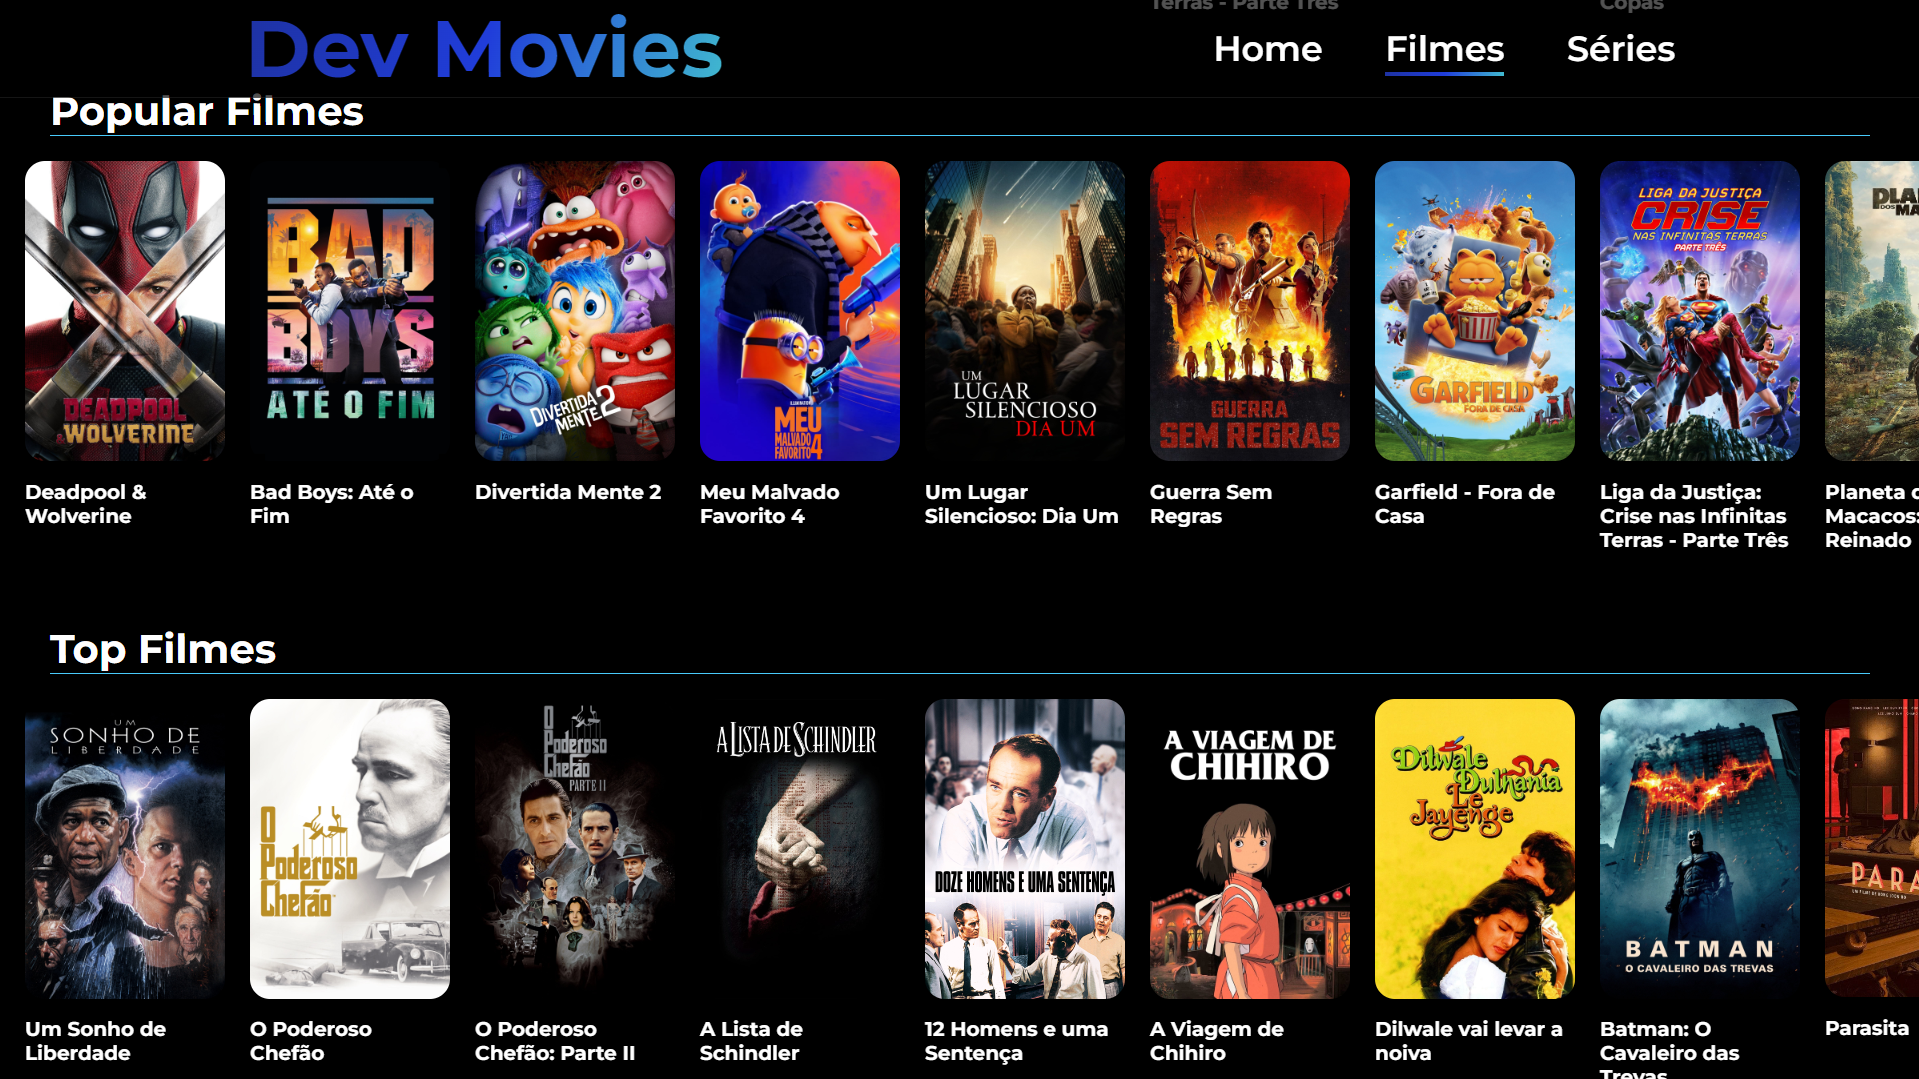 Terras - Parte Três
Copas
Dev Movies
Home
Filmes
Séries
Popular Filmes
DEADPOOL
& WOLVERINE
BAD
BOYS
ATÉ O FIM
DIVERTIDA
MENTE 2
ILLUMINATION
MEU
MALVADO
FAVORITO 4
UM
LUGAR
SILENCIOSO
DIA UM
GUERRA
SEM REGRAS
GARFIELD
FORA DE CASA
LIGA DA JUSTIÇA
CRISE
NAS INFINITAS TERRAS
PARTE TRÊS
PLA
DOS MA
Deadpool &
Wolverine
Bad Boys: Até o
Fim
Divertida Mente 2
Meu Malvado
Favorito 4
Um Lugar
Silencioso: Dia Um
Guerra Sem
Regras
Garfield - Fora de
Casa
Liga da Justiça:
Crise nas Infinitas
Terras - Parte Três
Planeta d
Macacos:
Reinado
Top Filmes
UM
SONHO DE
LIBERDADE
O
Poderoso
Chefão
O
Poderoso
Chefão
PARTE II
A LISTA DE SCHINDLER
DOZE HOMENS E UMA SENTENÇA
A VIAGEM DE
CHIHIRO
Dilwale
Dulhania
Le
Jayenge
BATMAN
O CAVALEIRO DAS TREVAS
PARA
Um Sonho de
Liberdade
O Poderoso
Chefão
O Poderoso
Chefão: Parte II
A Lista de
Schindler
12 Homens e uma
Sentença
A Viagem de
Chihiro
Dilwale vai levar a
noiva
Batman: O
Cavaleiro das
Trevas
Parasita